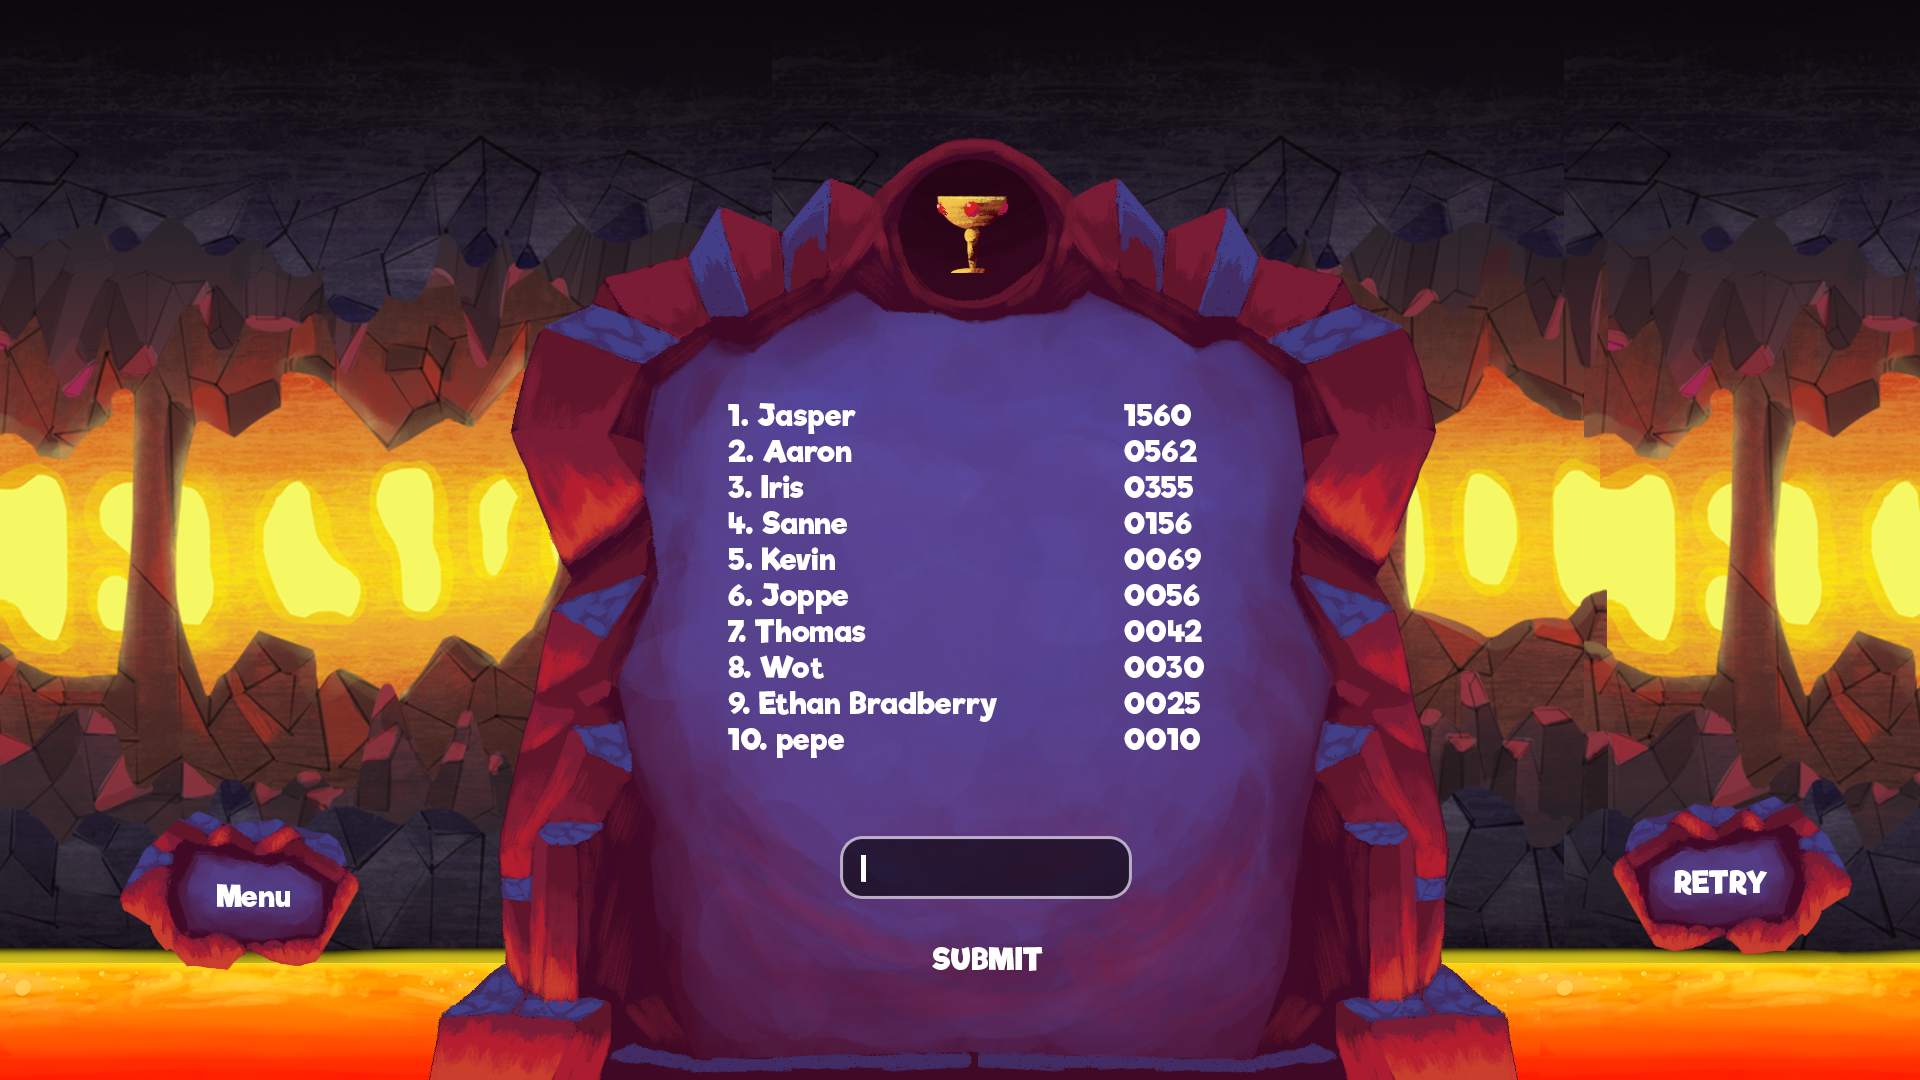 1. Jasper 1560
2. Aaron 0562
3. Iris 0355
4. Sanne 0156
5. Kevin 0069
6. Joppe 0056
7. Thomas 0042
8. Wot 0030
9. Ethan Bradberry 0025
10. pepe 0010
Menu
RETRY
SUBMIT